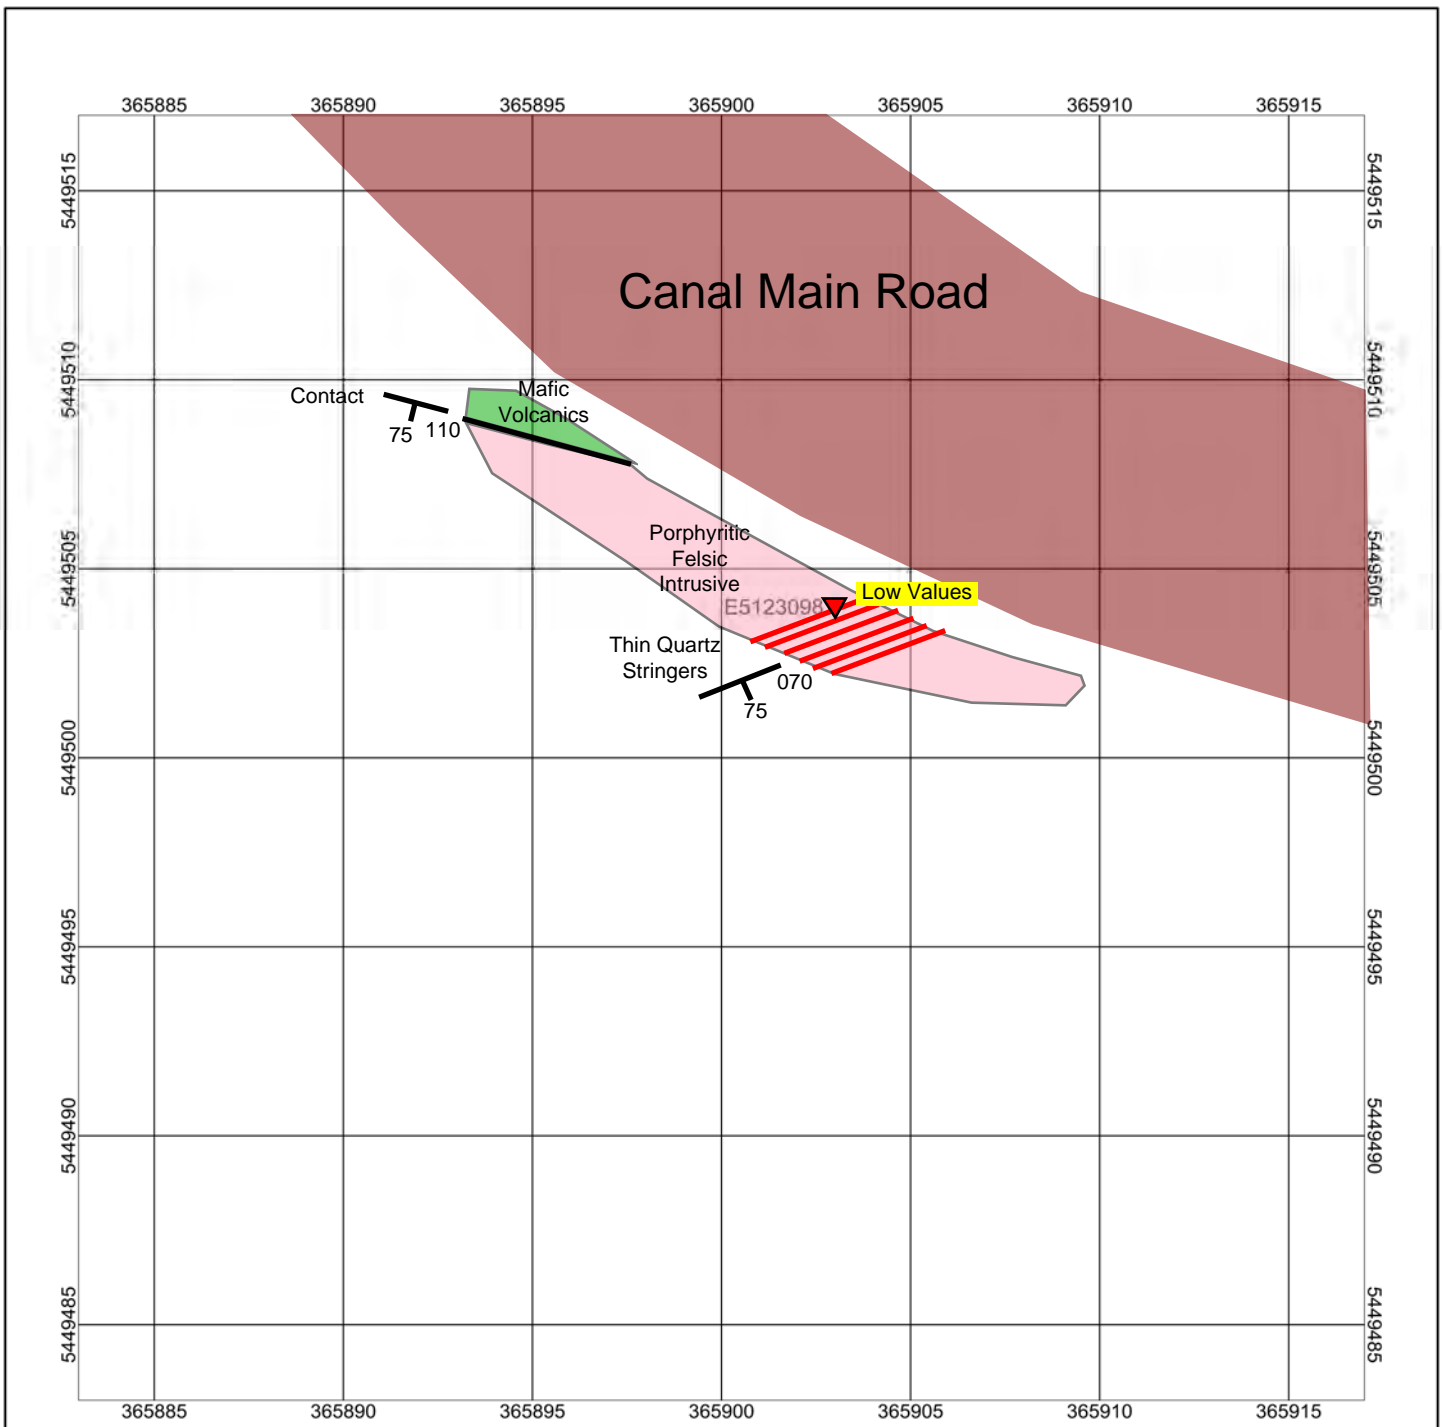 365885 365890 365895 365900 365905 365910 365915
5449515 5449515
Canal Main Road
5449510 5449510
Contact
Mafic
Volcanics
75 110
Porphyritic
Felsic
Intrusive
5449505 5449505
Low Values
E5123098
Thin Quartz
Stringers
070
75
5449500 5449500
5449495 5449495
5449490 5449490
5449485 5449485
365885 365890 365895 365900 365905 365910 365915